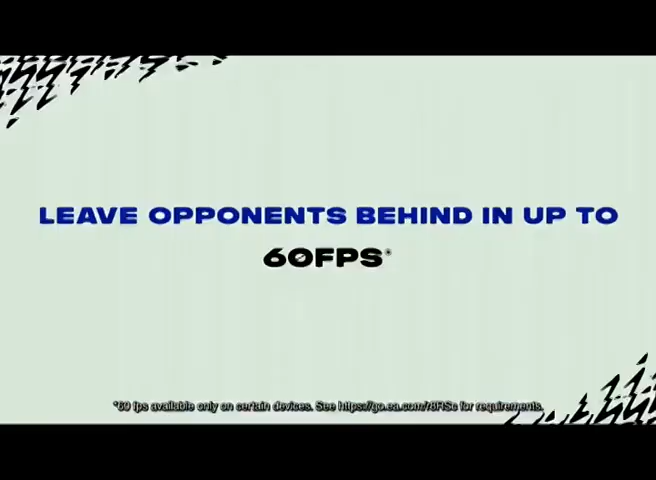 LEAVE OPPONENTS BEHIND IN UP TO
60FPS*
*60 fps available only on certain devices. See for requirements.